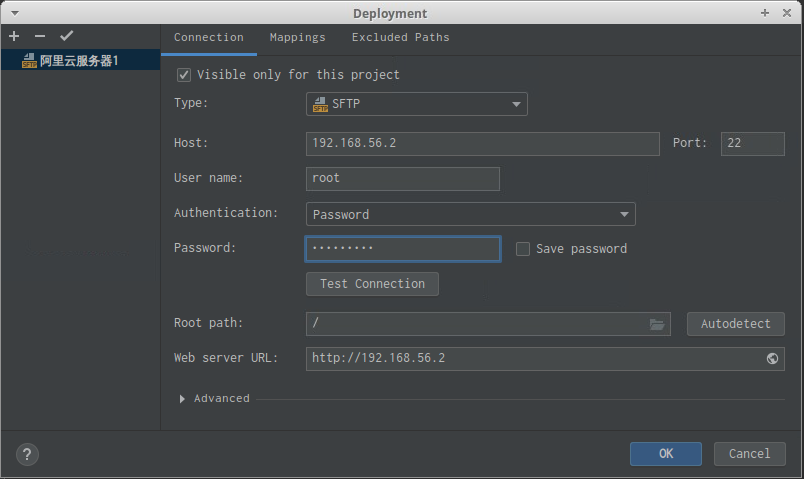 Deployment
Connection Mappings Excluded Paths
SFTP 阿里云服务器1
Visible only for this project
Type: SFTP SFTP
Host: 192.168.56.2 Port: 22
User name: root
Authentication: Password
Password: ••••••••• Save password
Test Connection
Root path: / Autodetect
Web server URL: http://192.168.56.2
Advanced
? OK Cancel